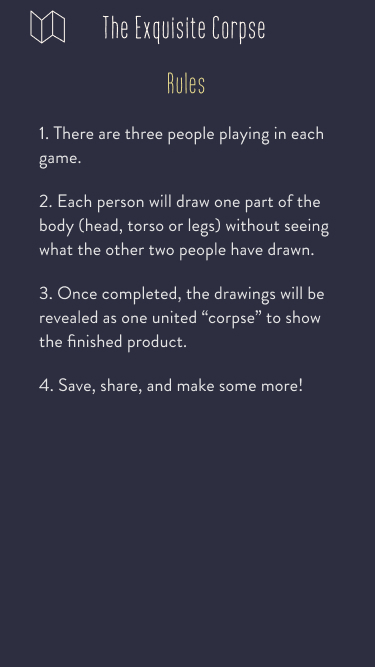 The Exquisite Corpse
Rules
1. There are three people playing in each
game.
2. Each person will draw one part of the
body (head, torso or legs) without seeing
what the other two people have drawn.
3. Once completed, the drawings will be
revealed as one united “corpse” to show
the finished product.
4. Save, share, and make some more!